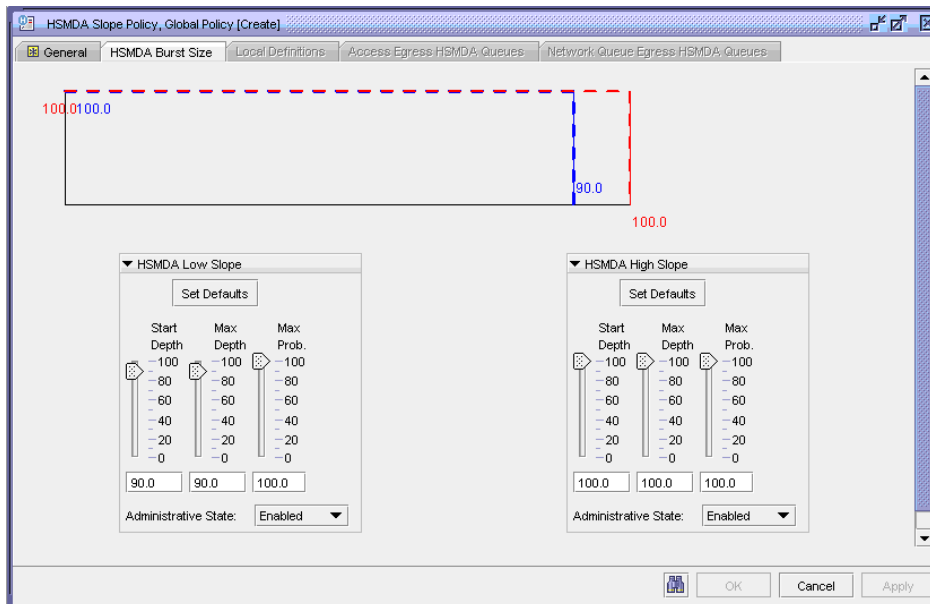 HSMDA Slope Policy, Global Policy [Create]
General HSMDA Burst Size Local Definitions Access Egress HSMDA Queues Network Queue Egress HSMDA Queues
100.0 100.0
90.0
100.0
HSMDA Low Slope
Set Defaults
Start Depth Max Depth Max Prob.
100 100 100
80 80 80
60 60 60
40 40 40
20 20 20
0 0 0
90.0 90.0 100.0
Administrative State: Enabled
HSMDA High Slope
Set Defaults
Start Depth Max Depth Max Prob.
100 100 100
80 80 80
60 60 60
40 40 40
20 20 20
0 0 0
100.0 100.0 100.0
Administrative State: Enabled
OK Cancel Apply